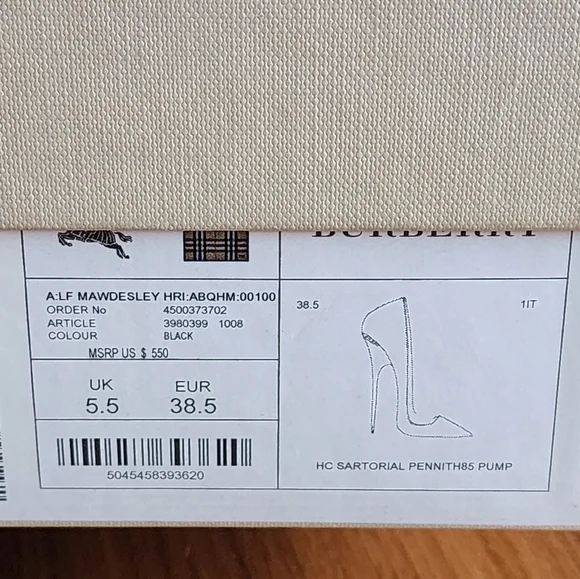 BURBERRY
A:LF MAWDESLEY HRI:ABQHM:00100
ORDER No 4500373702
ARTICLE 3980399 1008
COLOUR BLACK
MSRP US $ 550
UK EUR
5.5 38.5
5045458393620
38.5 1IT
HC SARTORIAL PENNITH85 PUMP